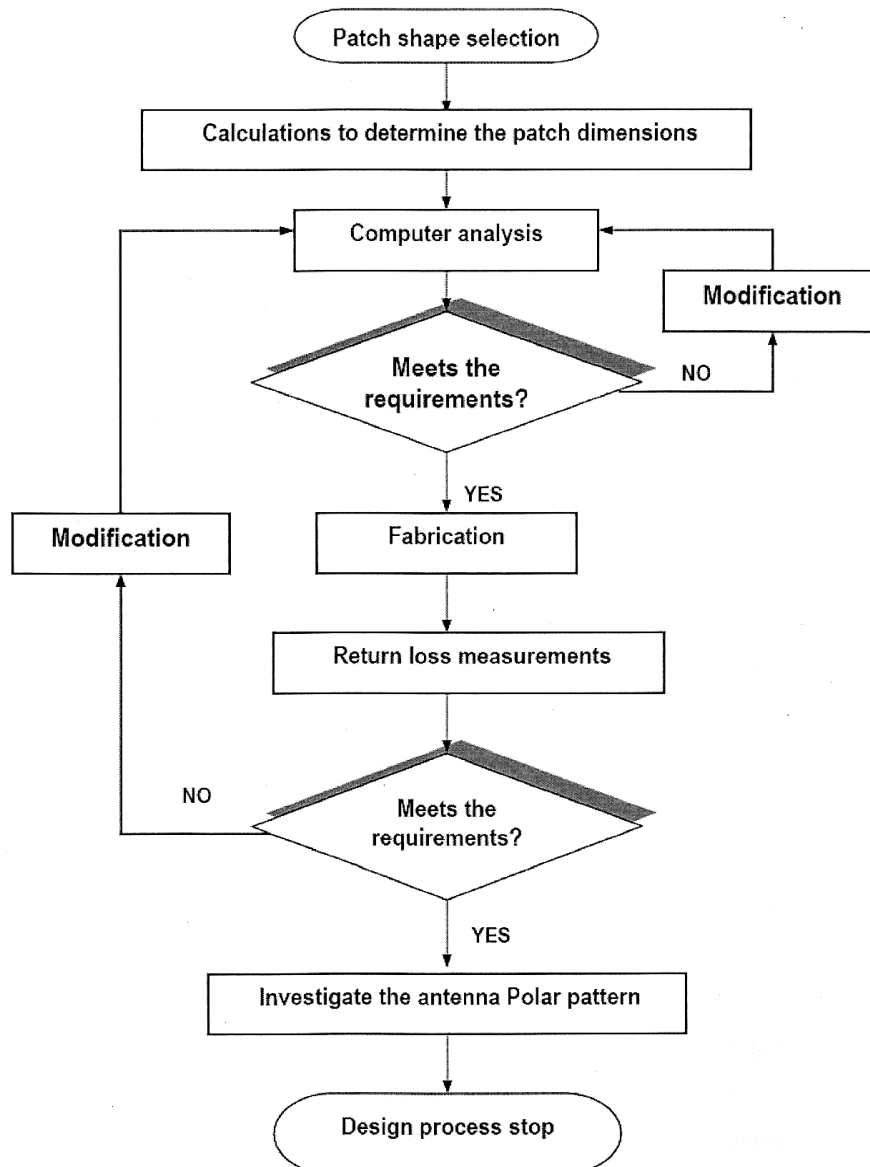 Patch shape selection
Calculations to determine the patch dimensions
Computer analysis
Modification
Meets the
requirements?
NO
YES
Modification
Fabrication
Return loss measurements
NO
Meets the
requirements?
YES
Investigate the antenna Polar pattern
Design process stop